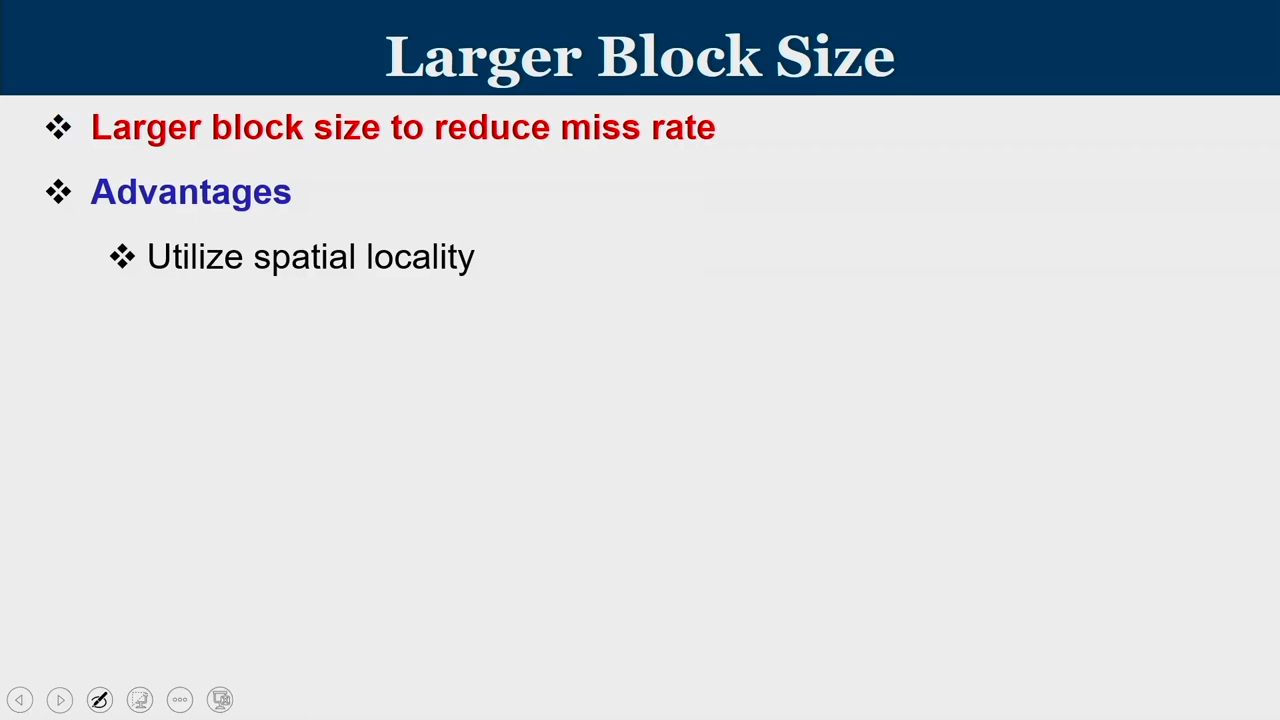 Larger Block Size
❖ Larger block size to reduce miss rate
❖ Advantages
❖ Utilize spatial locality